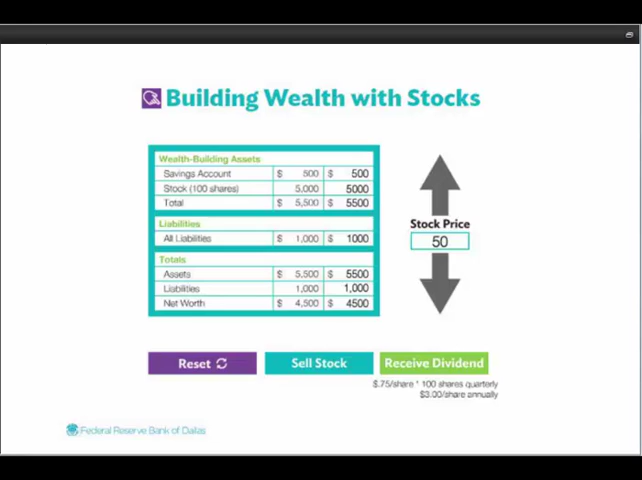 Building Wealth with Stocks
Wealth-Building Assets
Savings Account $ 500 $ 500
Stock (100 shares) 5,000 5000
Total $ 5,500 $ 5500
Liabilities
All Liabilities $ 1,000 $ 1000
Totals
Assets $ 5,500 $ 5500
Liabilities 1,000 1,000
Net Worth $ 4,500 $ 4500
Stock Price
50
Reset Sell Stock Receive Dividend
$.75/share * 100 shares quarterly
$3.00/share annually
Federal Reserve Bank of Dallas